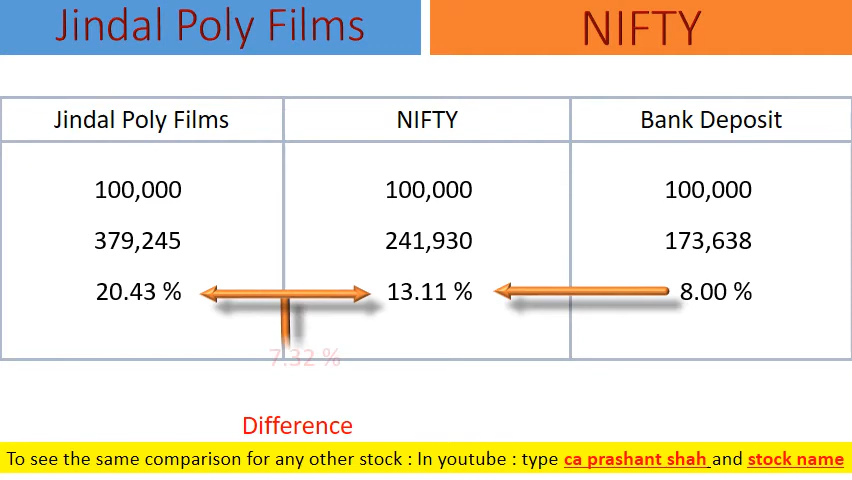 Jindal Poly Films
NIFTY
Jindal Poly Films NIFTY Bank Deposit
100,000 100,000 100,000
379,245 241,930 173,638
20.43 % 13.11 % 8.00 %
7.32 %
Difference
To see the same comparison for any other stock : In youtube : type ca prashant shah and stock name